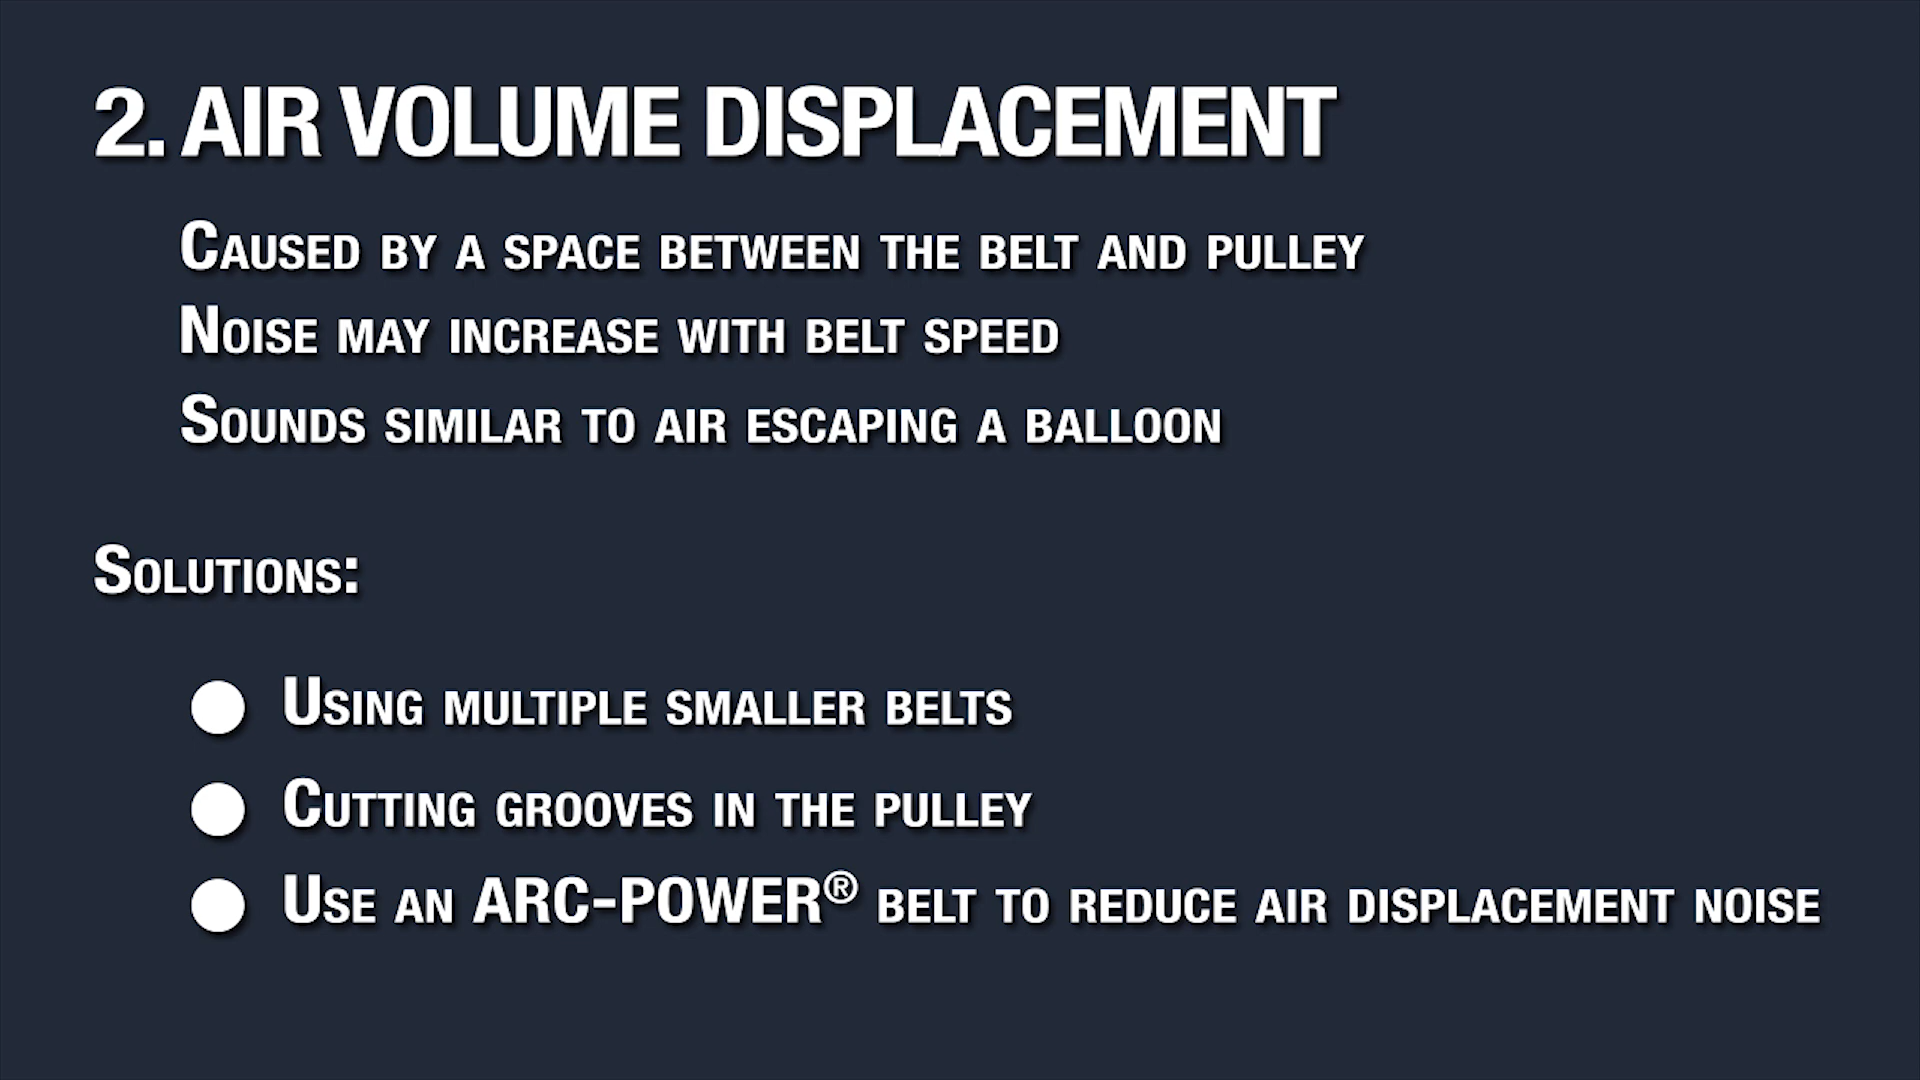 2. AIR VOLUME DISPLACEMENT
Caused by a space between the belt and pulley
Noise may increase with belt speed
Sounds similar to air escaping a balloon
Solutions:
Using multiple smaller belts
Cutting grooves in the pulley
Use an ARC-POWER® belt to reduce air displacement noise